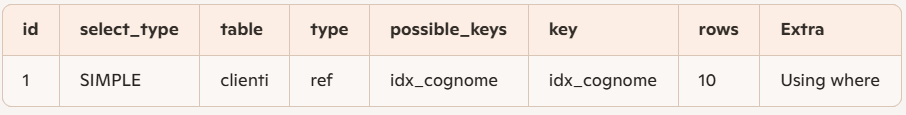 id select_type table type possible_keys key rows Extra
1 SIMPLE clienti ref idx_cognome idx_cognome 10 Using where